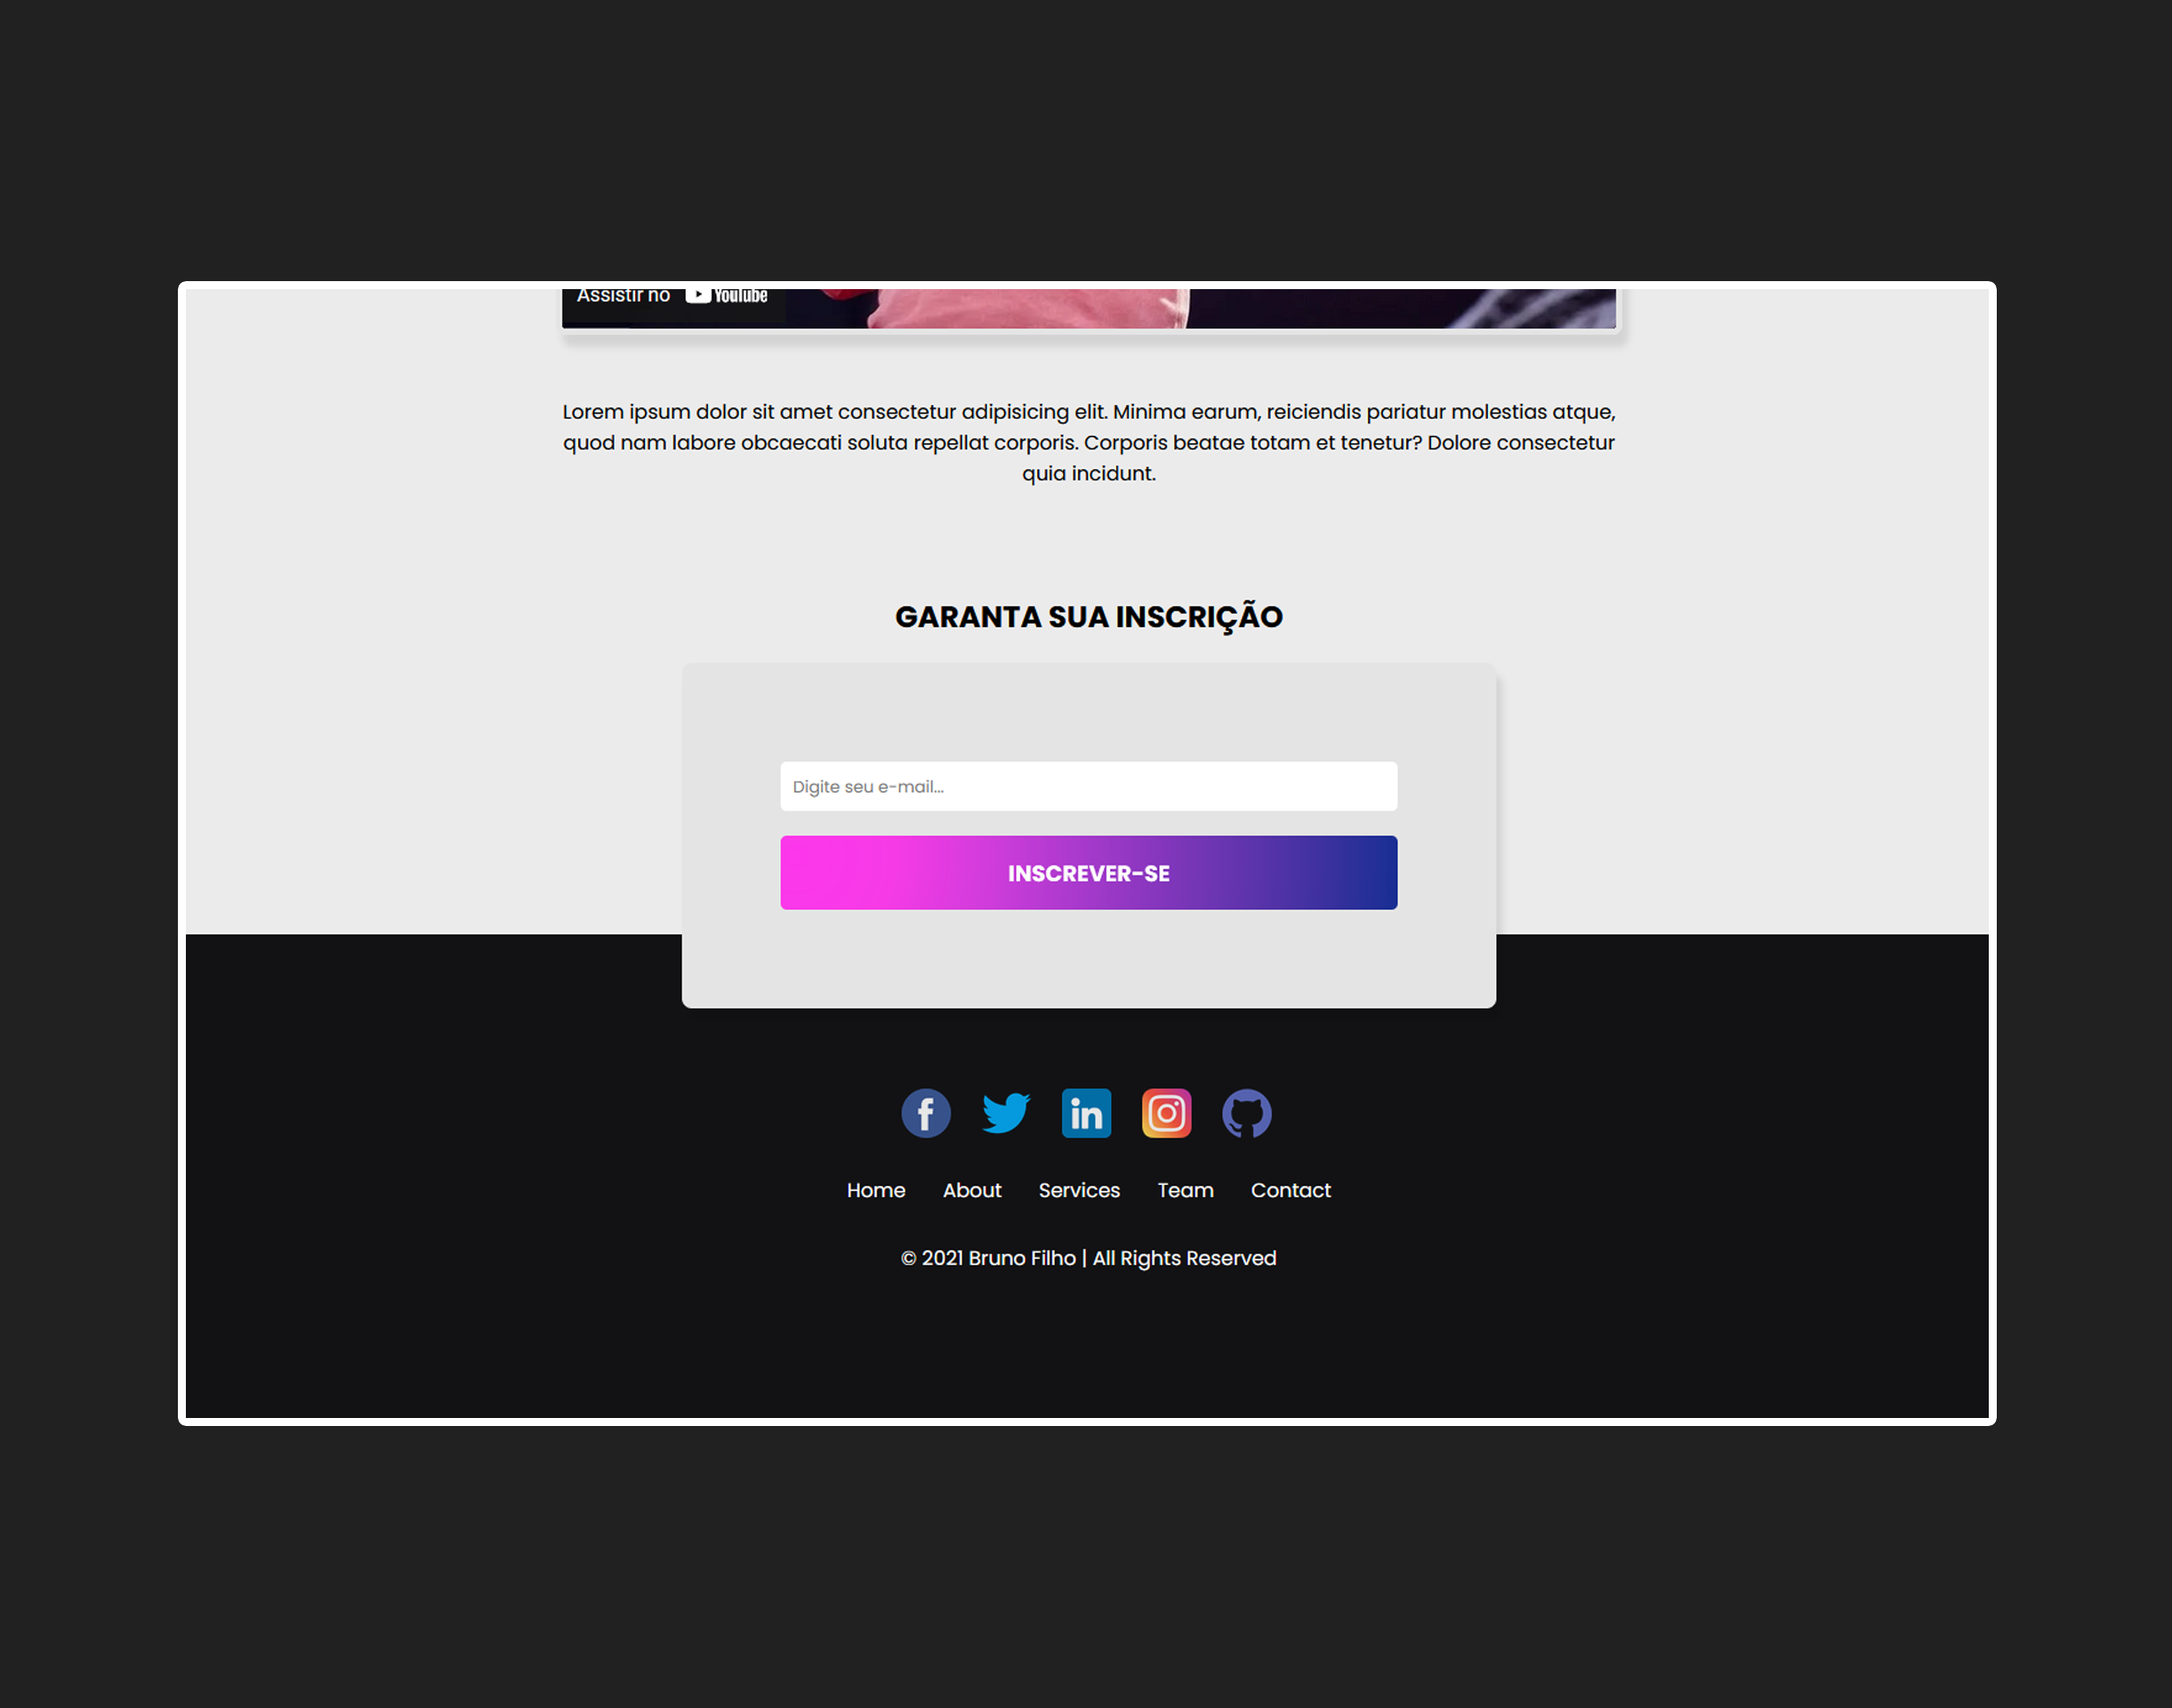 Assistir no YouTube
Lorem ipsum dolor sit amet consectetur adipisicing elit. Minima earum, reiciendis pariatur molestias atque,
quod nam labore obcaecati soluta repellat corporis. Corporis beatae totam et tenetur? Dolore consectetur
quia incidunt.
GARANTA SUA INSCRIÇÃO
Digite seu e-mail...
INSCREVER-SE
f
in
Home About Services Team Contact
© 2021 Bruno Filho | All Rights Reserved